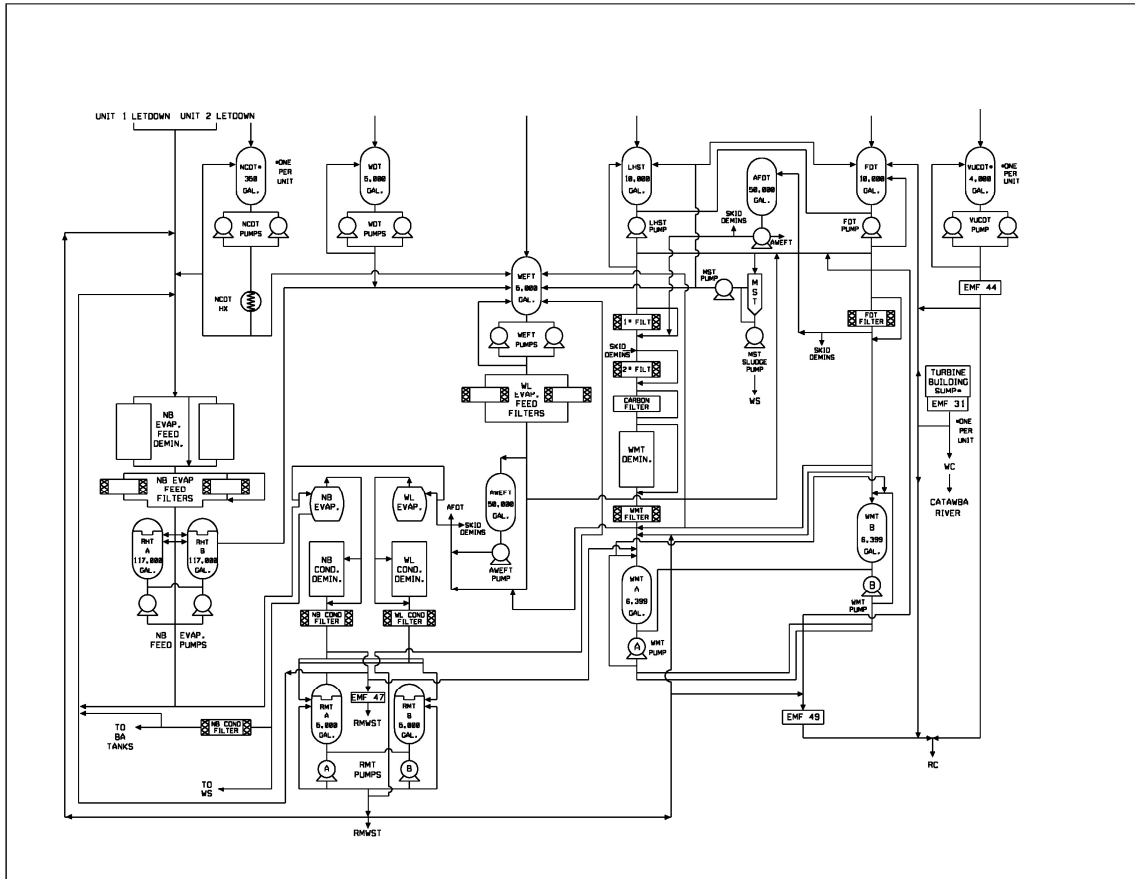 UNIT 1 LETDOWN UNIT 2 LETDOWN
NCDT*
350
GAL.
*ONE
PER
UNIT
NCDT
PUMPS
NCDT
HX
WDT
5,000
GAL.
WDT
PUMPS
WEFT
5,000
GAL.
WEFT
PUMPS
WL
EVAP.
FEED
FILTERS
LHST
10,000
GAL.
LHST
PUMP
AFDT
50,000
GAL.
SKID
DEMINS
AWEFT
FDT
10,000
GAL.
FDT
PUMP
VUCDT*
4,000
GAL.
*ONE
PER
UNIT
VUCDT
PUMP
EMF 44
MST
PUMP
M
S
T
MST
SLUDGE
PUMP
WS
1° FILT
SKID
DEMINS
2° FILT
CARBON
FILTER
WMT
DEMIN.
WMT
FILTER
FDT
FILTER
SKID
DEMINS
TURBINE
BUILDING
SUMP*
EMF 31
*ONE
PER
UNIT
WC
CATAWBA
RIVER
NB
EVAP.
FEED
DEMIN.
NB EVAP
FEED
FILTERS
RHT
A
117,000
GAL.
RHT
B
117,000
GAL.
NB EVAP.
FEED PUMPS
NB
EVAP.
WL
EVAP.
AFDT
SKID
DEMINS
AWEFT
50,000
GAL.
AWEFT
PUMP
NB
COND.
DEMIN.
WL
COND.
DEMIN.
NB COND
FILTER
WL COND
FILTER
WMT
A
6,399
GAL.
A
WMT
PUMP
WMT
B
6,399
GAL.
B
WMT
PUMP
RMT
A
5,000
GAL.
EMF 47
RMWST
RMT
B
5,000
GAL.
A
RMT
PUMPS
B
RMWST
TO
BA
TANKS
NB COND
FILTER
TO
WS
EMF 49
RC